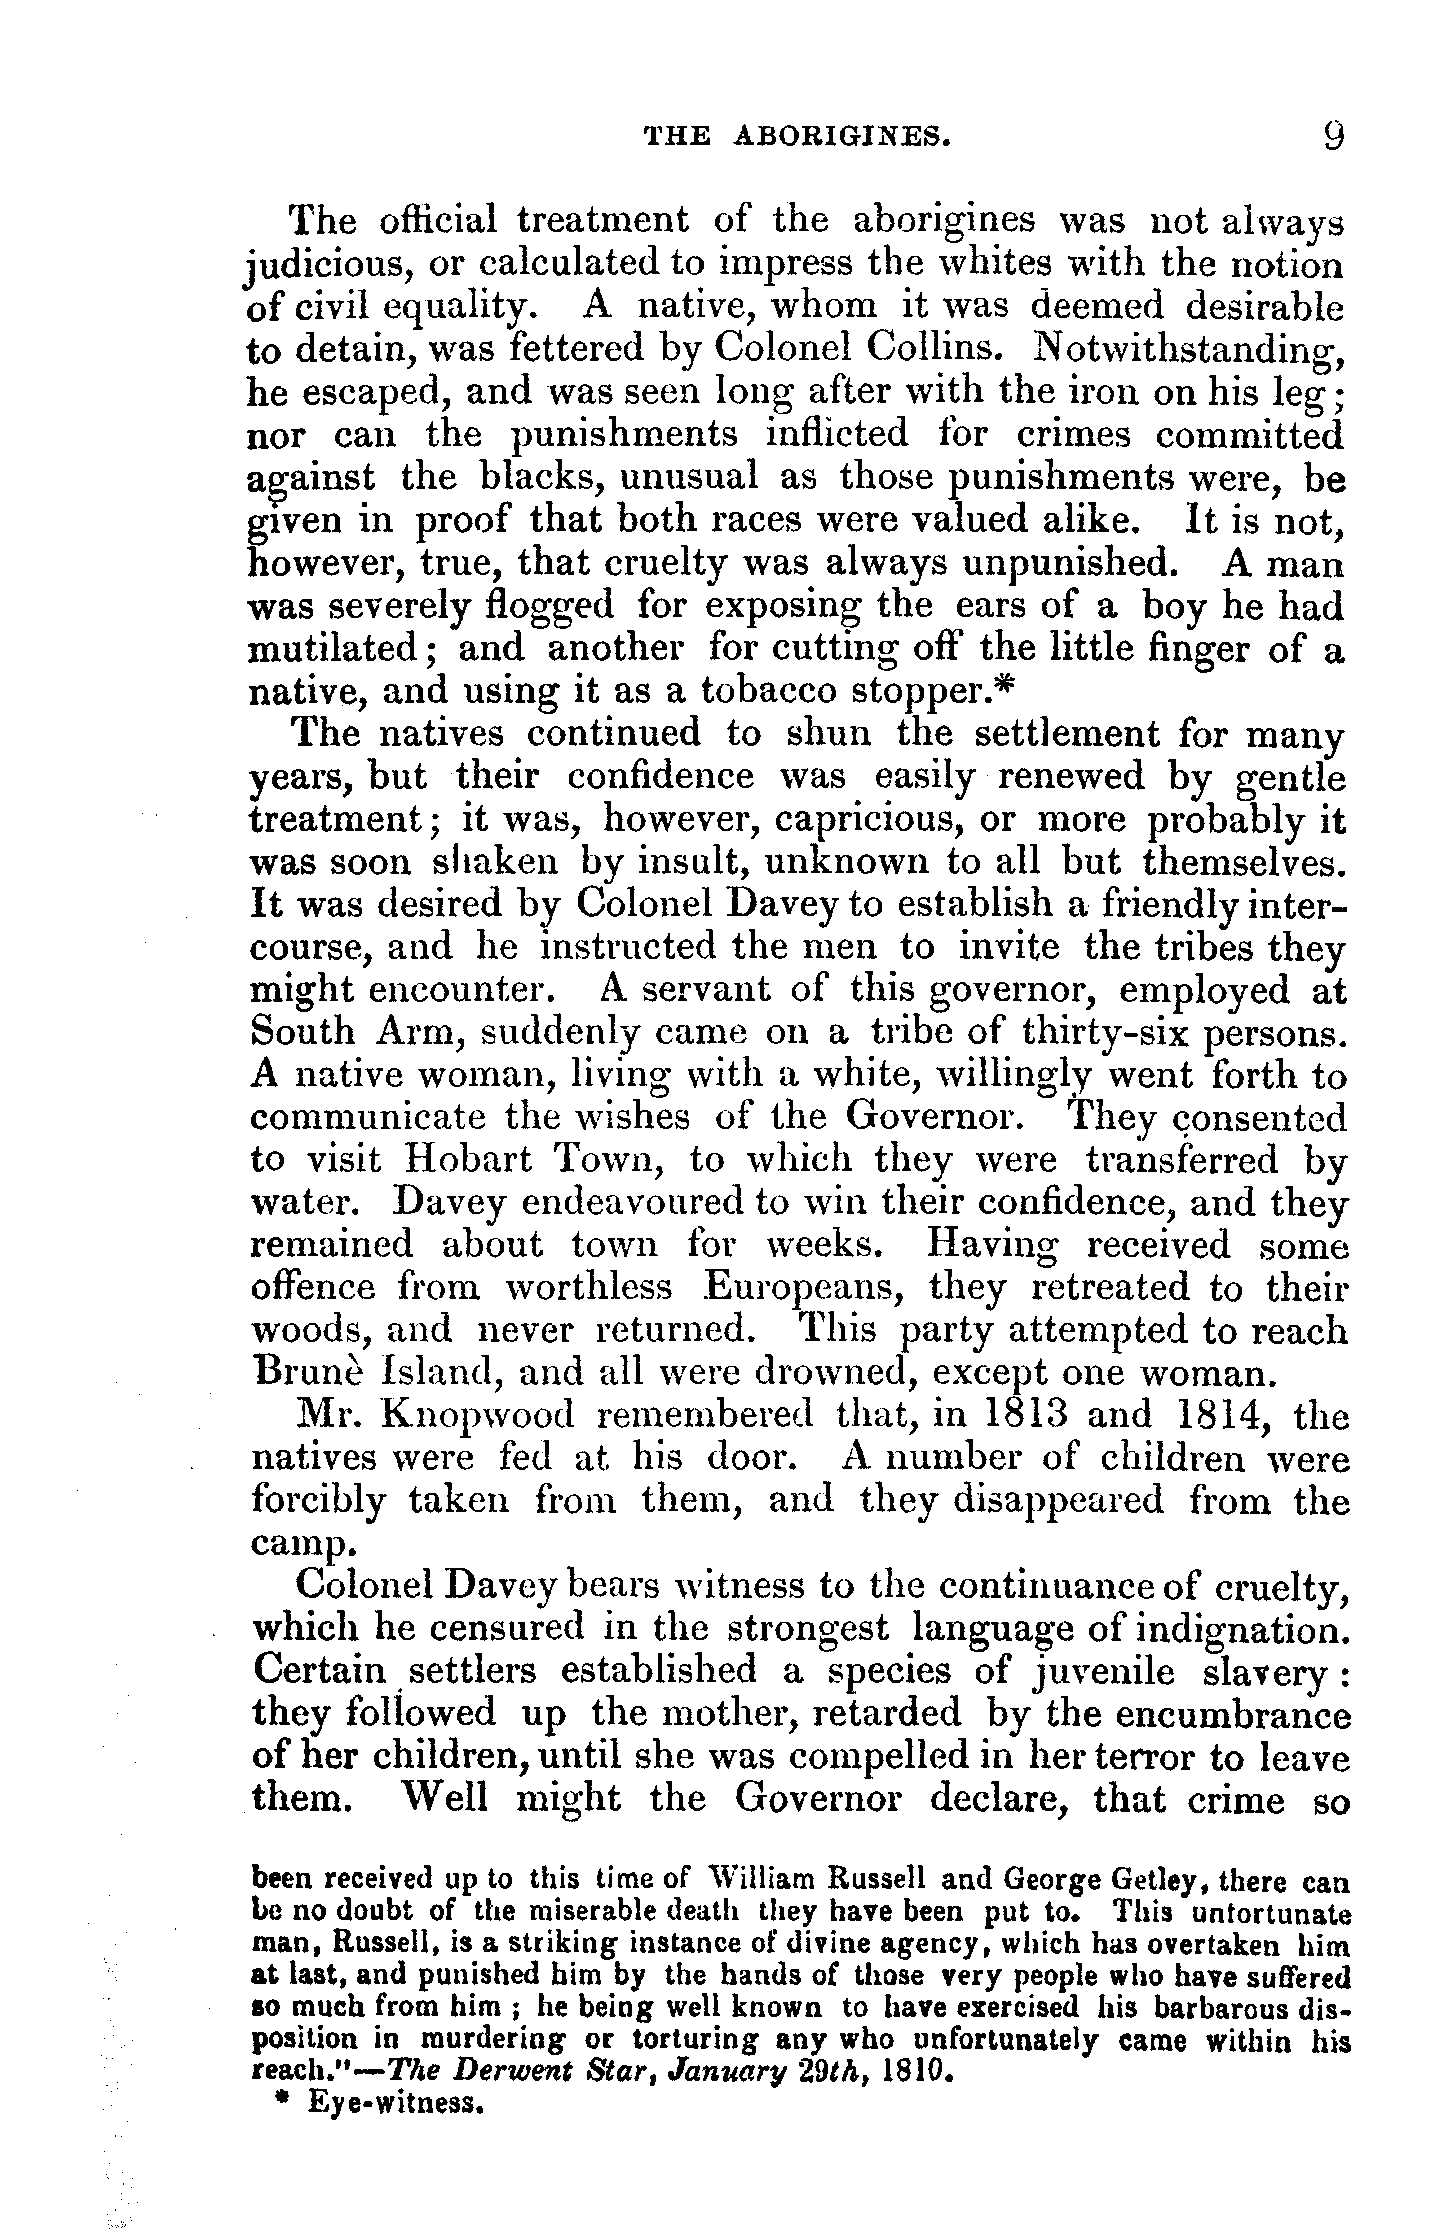 THE ABORIGINES. 9
The official treatment of the aborigines was not always
judicious, or calculated to impress the whites with the notion
of civil equality. A native, whom it was deemed desirable
to detain, was fettered by Colonel Collins. Notwithstanding,
he escaped, and was seen long after with the iron on his leg;
nor can the punishments inflicted for crimes committed
against the blacks, unusual as those punishments were, be
given in proof that both races were valued alike. It is not,
however, true, that cruelty was always unpunished. A man
was severely flogged for exposing the ears of a boy he had
mutilated; and another for cutting off the little finger of a
native, and using it as a tobacco stopper.*
The natives continued to shun the settlement for many
years, but their confidence was easily renewed by gentle
treatment; it was, however, capricious, or more probably it
was soon shaken by insult, unknown to all but themselves.
It was desired by Colonel Davey to establish a friendly inter-
course, and he instructed the men to invite the tribes they
might encounter. A servant of this governor, employed at
South Arm, suddenly came on a tribe of thirty-six persons.
A native woman, living with a white, willingly went forth to
communicate the wishes of the Governor. They consented
to visit Hobart Town, to which they were transferred by
water. Davey endeavoured to win their confidence, and they
remained about town for weeks. Having received some
offence from worthless Europeans, they retreated to their
woods, and never returned. This party attempted to reach
Brunè Island, and all were drowned, except one woman.
Mr. Knopwood remembered that, in 1813 and 1814, the
natives were fed at his door. A number of children were
forcibly taken from them, and they disappeared from the
camp.
Colonel Davey bears witness to the continuance of cruelty,
which he censured in the strongest language of indignation.
Certain settlers established a species of juvenile slavery:
they followed up the mother, retarded by the encumbrance
of her children, until she was compelled in her terror to leave
them. Well might the Governor declare, that crime so
been received up to this time of William Russell and George Getley, there can
be no doubt of the miserable death they have been put to. This unfortunate
man, Russell, is a striking instance of divine agency, which has overtaken him
at last, and punished him by the hands of those very people who have suffered
so much from him; he being well known to have exercised his barbarous dis-
position in murdering or torturing any who unfortunately came within his
reach."—The Derwent Star, January 29th, 1810.
* Eye-witness.